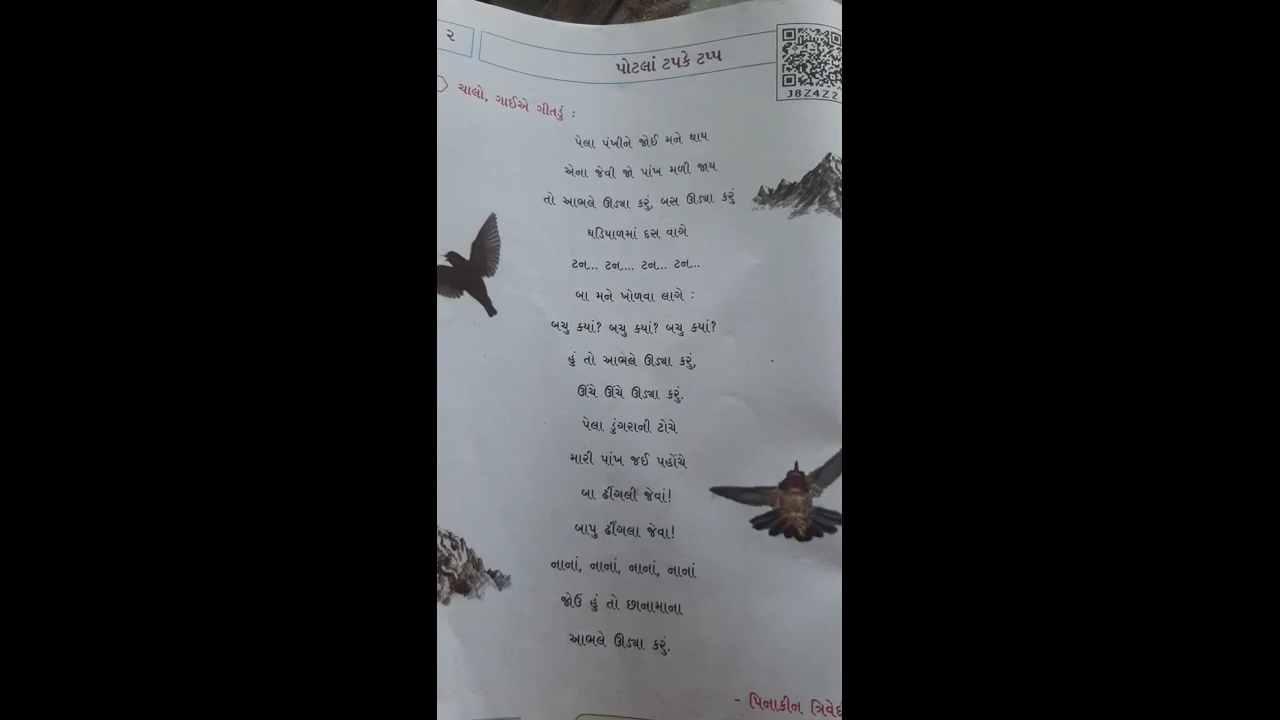 ૨
પોટલાં ટપકે ટપ્પ
J8Z4Z2
ચાલો, ગાઈએ ગીતડું :
પેલા પંખીને જોઈ મને થાય
એના જેવી જો પાંખ મળી જાય
તો આભલે ઊડ્યા કરું, બસ ઊડ્યા કરું
ઘડિયાળમાં દસ વાગે
ટન... ટન.... ટન... ટન...
બા મને ખોળવા લાગે :
બચુ ક્યાં? બચુ ક્યાં? બચુ ક્યાં?
હું તો આભલે ઊડ્યા કરું,
ઊંચે ઊંચે ઊડ્યા કરું.
પેલા ડુંગરાની ટોચે
મારી પાંખ જઈ પહોંચે
બા ઢીંગલી જેવાં!
બાપુ ઢીંગલા જેવા!
નાનાં, નાનાં, નાનાં, નાનાં
જોઉં હું તો છાનામાના
આભલે ઊડ્યા કરું.
- પિનાકીન ત્રિવેદી